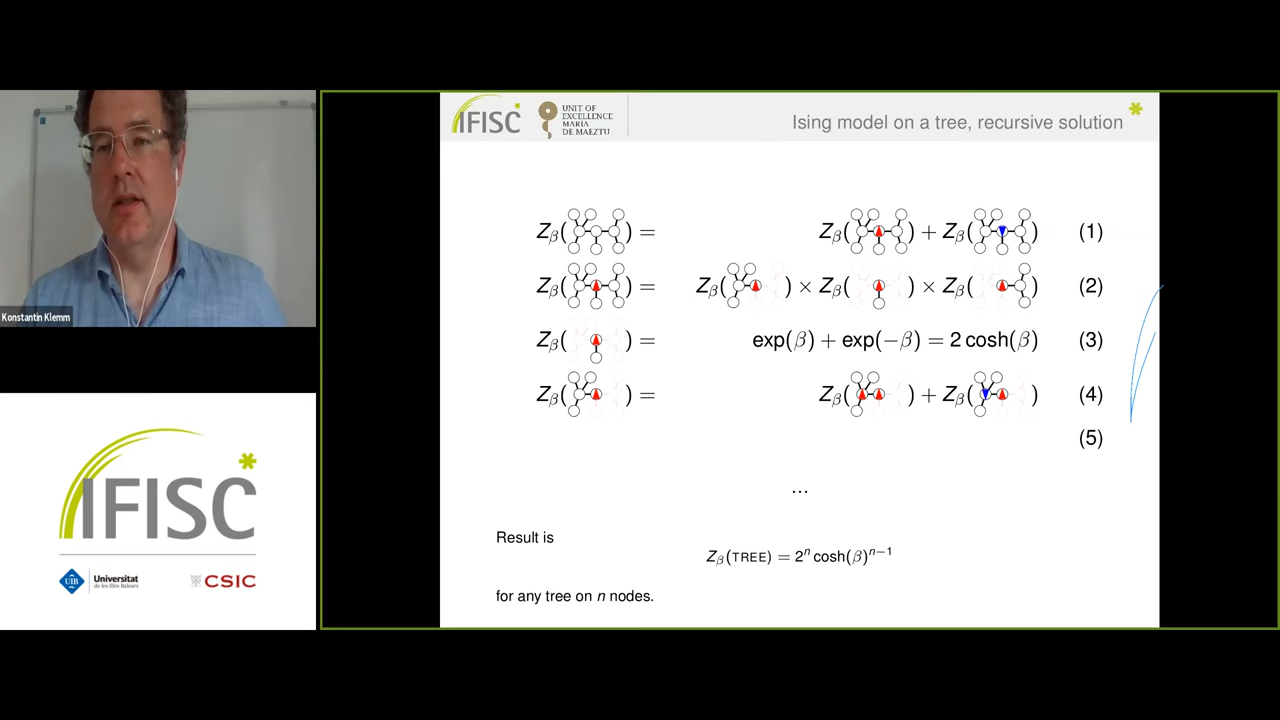 Konstantin Klemm
IFISC
UIB Universitat
de les Illes Balears
CSIC
IFISC
UNIT OF
EXCELLENCE
MARÍA
DE MAEZTU
Ising model on a tree, recursive solution
Zβ( ) = Zβ( ) + Zβ( ) (1)
Zβ( ) = Zβ( ) × Zβ( ) × Zβ( ) (2)
Zβ( ) = exp(β) + exp(−β) = 2 cosh(β) (3)
Zβ( ) = Zβ( ) + Zβ( ) (4)
(5)
...
Result is
Zβ(TREE) = 2ⁿ cosh(β)ⁿ⁻¹
for any tree on n nodes.